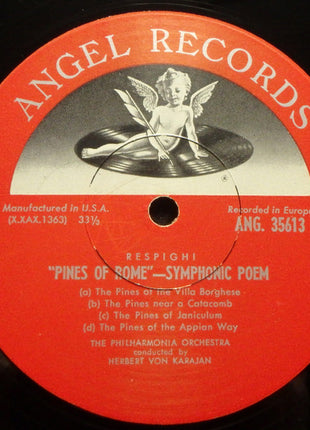 ANGEL RECORDS
®
Manufactured in U.S.A.
Recorded in Europe
(X.XAX.1363) 33⅓
ANG. 35613
RESPIGHI
"PINES OF ROME"—SYMPHONIC POEM
(a) The Pines of the Villa Borghese
(b) The Pines near a Catacomb
(c) The Pines of Janiculum
(d) The Pines of the Appian Way
THE PHILHARMONIA ORCHESTRA
conducted by
HERBERT VON KARAJAN